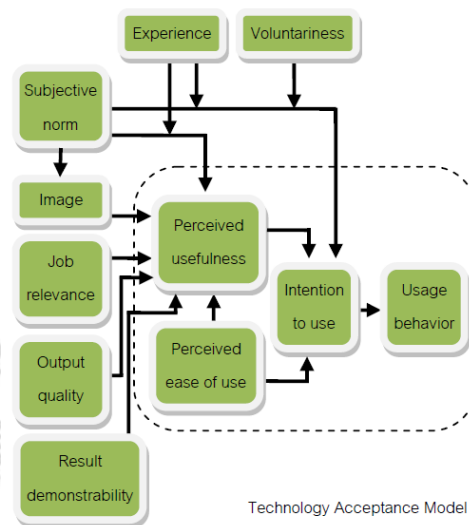 Experience
Voluntariness
Subjective
norm
Image
Job
relevance
Output
quality
Result
demonstrability
Perceived
usefulness
Perceived
ease of use
Intention
to use
Usage
behavior
Technology Acceptance Model